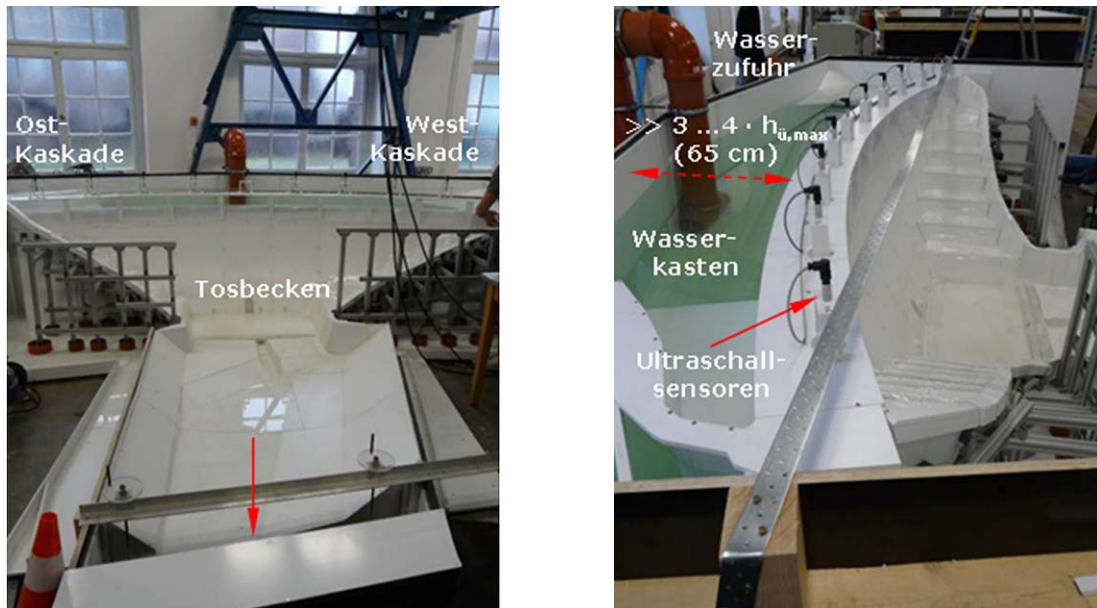 Ost-
Kaskade
West-
Kaskade
Tosbecken
Wasser-
zufuhr
>> 3 ...4 · hü,max
(65 cm)
Wasser-
kasten
Ultraschall-
sensoren